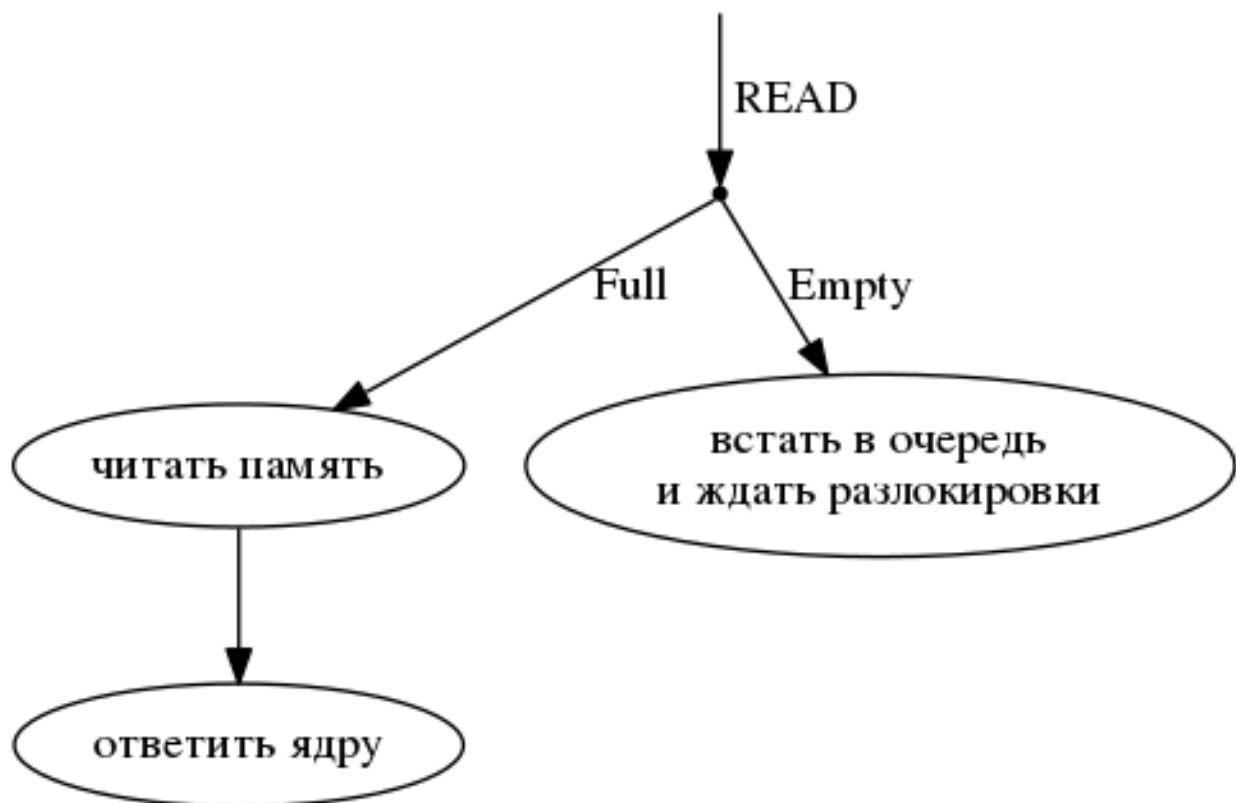 READ
Full
Empty
читать память
встать в очередь
и ждать разлокировки
ответить ядру